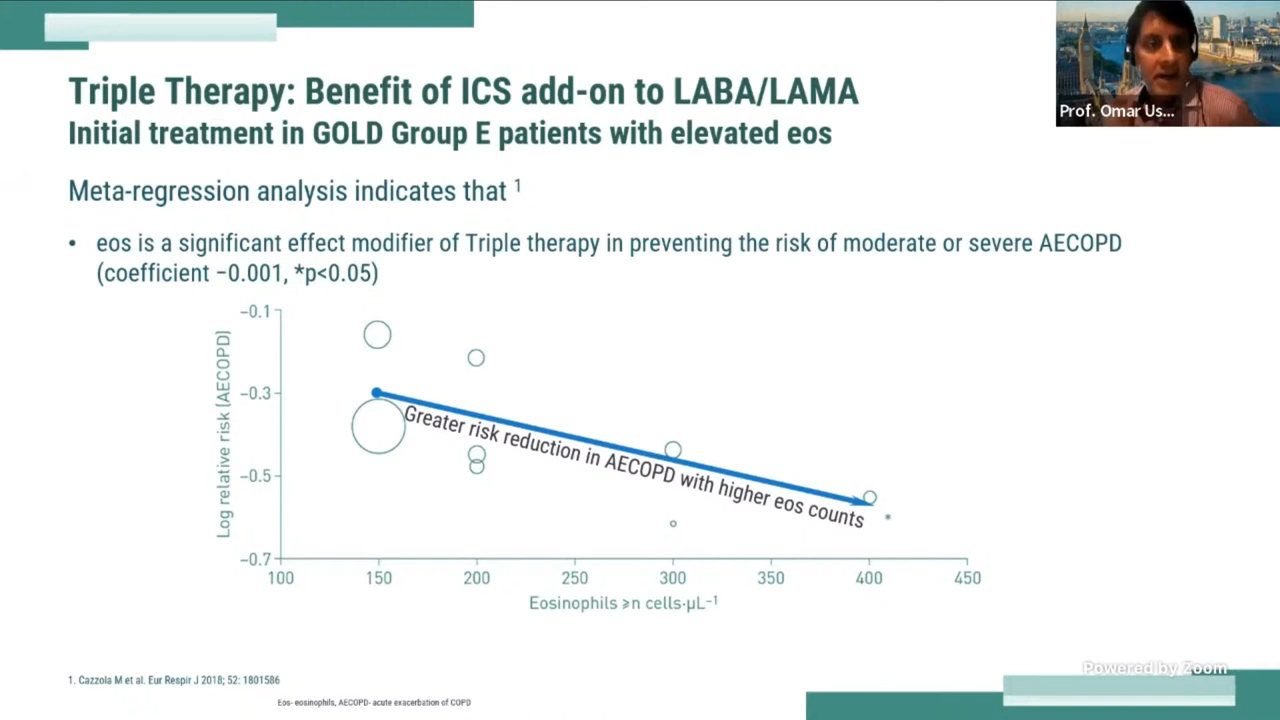 Triple Therapy: Benefit of ICS add-on to LABA/LAMA
Initial treatment in GOLD Group E patients with elevated eos
Prof. Omar Us...
Meta-regression analysis indicates that ¹
• eos is a significant effect modifier of Triple therapy in preventing the risk of moderate or severe AECOPD
(coefficient −0.001, *p<0.05)
Log relative risk (AECOPD)
−0.1
−0.3
−0.5
−0.7
Greater risk reduction in AECOPD with higher eos counts
100 150 200 250 300 350 400 450
Eosinophils ⩾n cells·µL⁻¹
Powered by Zoom
1. Cazzola M et al. Eur Respir J 2018; 52: 1801586
Eos- eosinophils, AECOPD- acute exacerbation of COPD